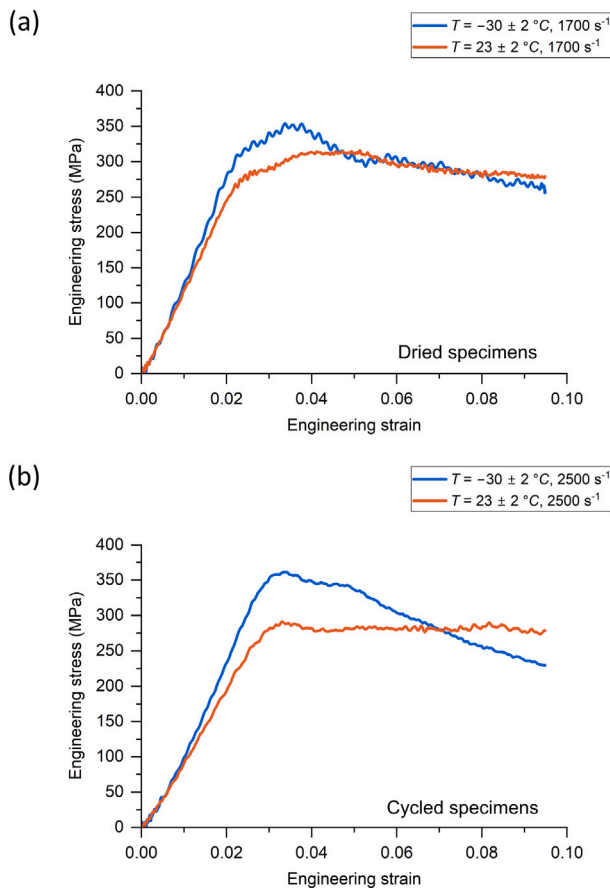 (a)
T = −30 ± 2 °C, 1700 s⁻¹
T = 23 ± 2 °C, 1700 s⁻¹
400
350
300
250
200
150
100
50
0
Engineering stress (MPa)
Dried specimens
0.00 0.02 0.04 0.06 0.08 0.10
Engineering strain
(b)
T = −30 ± 2 °C, 2500 s⁻¹
T = 23 ± 2 °C, 2500 s⁻¹
400
350
300
250
200
150
100
50
0
Engineering stress (MPa)
Cycled specimens
0.00 0.02 0.04 0.06 0.08 0.10
Engineering strain